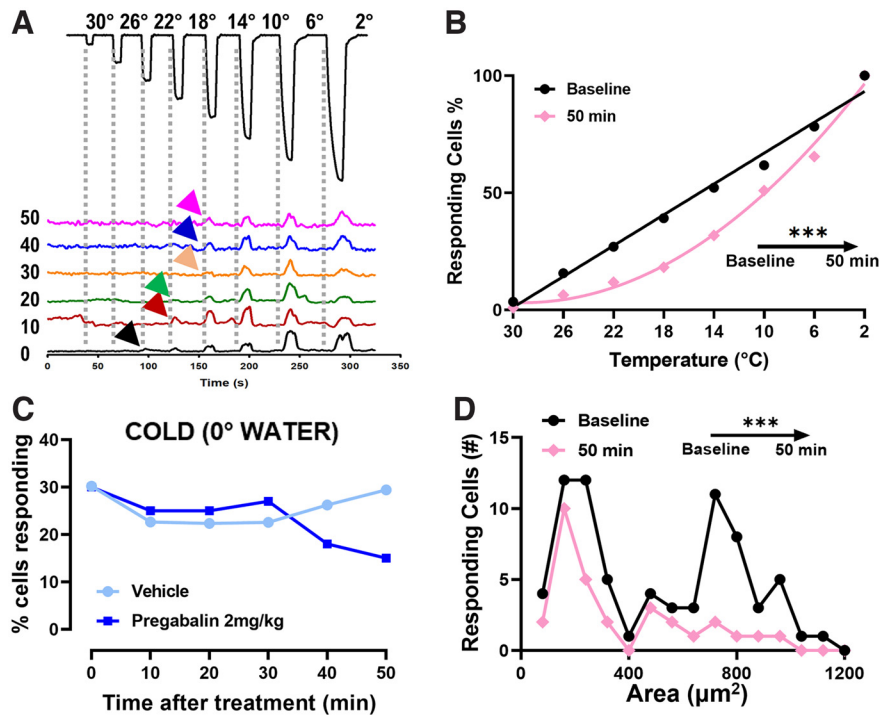 A
30° 26° 22° 18° 14° 10° 6° 2°
50
40
30
20
10
0
0 50 100 150 200 250 300 350
Time (s)
B
Responding Cells %
100
50
0
Baseline
50 min
***
Baseline 50 min
30 26 22 18 14 10 6 2
Temperature (°C)
C
COLD (0° WATER)
% cells responding
40
30
20
10
0
Vehicle
Pregabalin 2mg/kg
0 10 20 30 40 50
Time after treatment (min)
D
Responding Cells (#)
15
10
5
0
Baseline
50 min
***
Baseline 50 min
0 400 800 1200
Area (µm²)